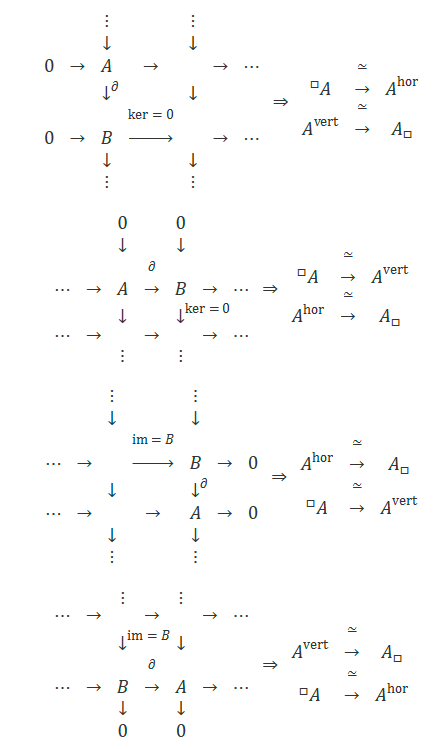 ⋮ ⋮
↓ ↓
0 → A → → ⋯
↓∂ ↓
ker = 0
0 → B ⟶ → ⋯
↓ ↓
⋮ ⋮
⇒
≃
□A → A^hor
≃
A^vert → A□
0 0
↓ ↓
∂
⋯ → A → B → ⋯
↓ ↓ker = 0
⋯ → → → ⋯
⋮ ⋮
⇒
≃
□A → A^vert
≃
A^hor → A□
⋮ ⋮
↓ ↓
im = B
⋯ → ⟶ B → 0
↓ ↓∂
⋯ → → A → 0
↓ ↓
⋮ ⋮
⇒
≃
A^hor → A□
≃
□A → A^vert
⋮ ⋮
⋯ → → → ⋯
↓im = B ↓
∂
⋯ → B → A → ⋯
↓ ↓
0 0
⇒
≃
A^vert → A□
≃
□A → A^hor